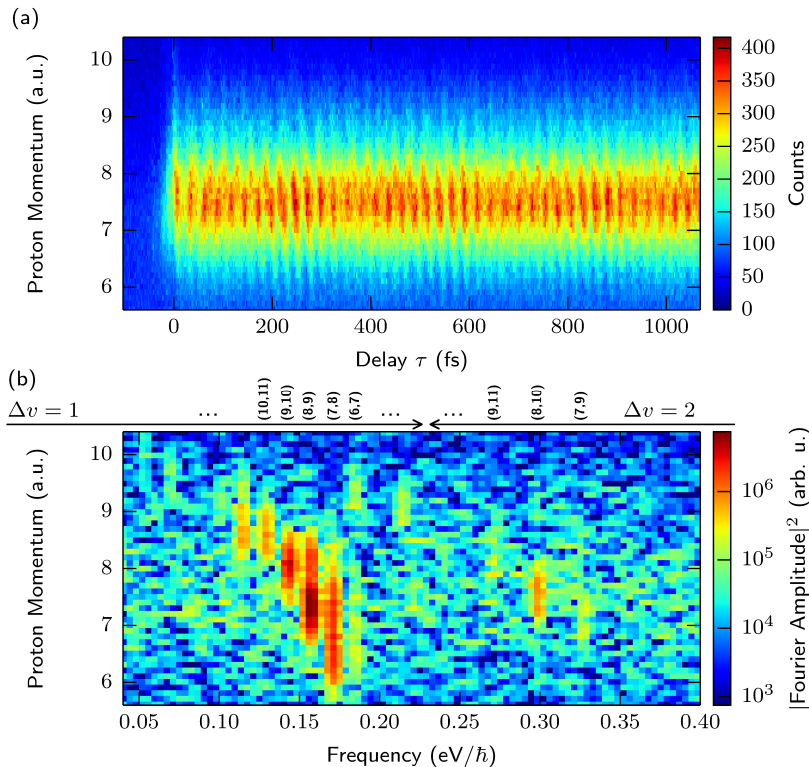 (a)
10
9
8
7
6
Proton Momentum (a.u.)
0 200 400 600 800 1000
Delay τ (fs)
400
350
300
250
200
150
100
50
0
Counts
(b)
Δv = 1 ... (10,11) (9,10) (8,9) (7,8) (6,7) ... ... (9,11) (8,10) (7,9) Δv = 2
10
9
8
7
6
Proton Momentum (a.u.)
0.05 0.10 0.15 0.20 0.25 0.30 0.35 0.40
Frequency (eV/ℏ)
10⁶
10⁵
10⁴
10³
|Fourier Amplitude|² (arb. u.)